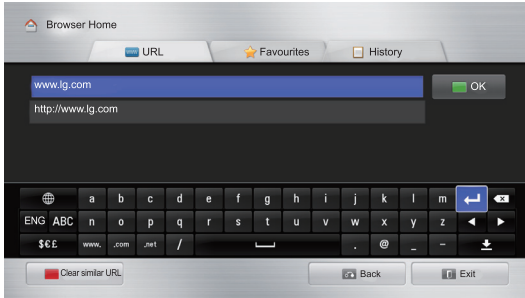 Browser Home
URL Favourites History
www.lg.com OK
http://www.lg.com
a b c d e f g h i j k l m
ENG ABC n o p q r s t u v w x y z
$€£ www. .com .net / . @ _ -
Clear similar URL Back Exit